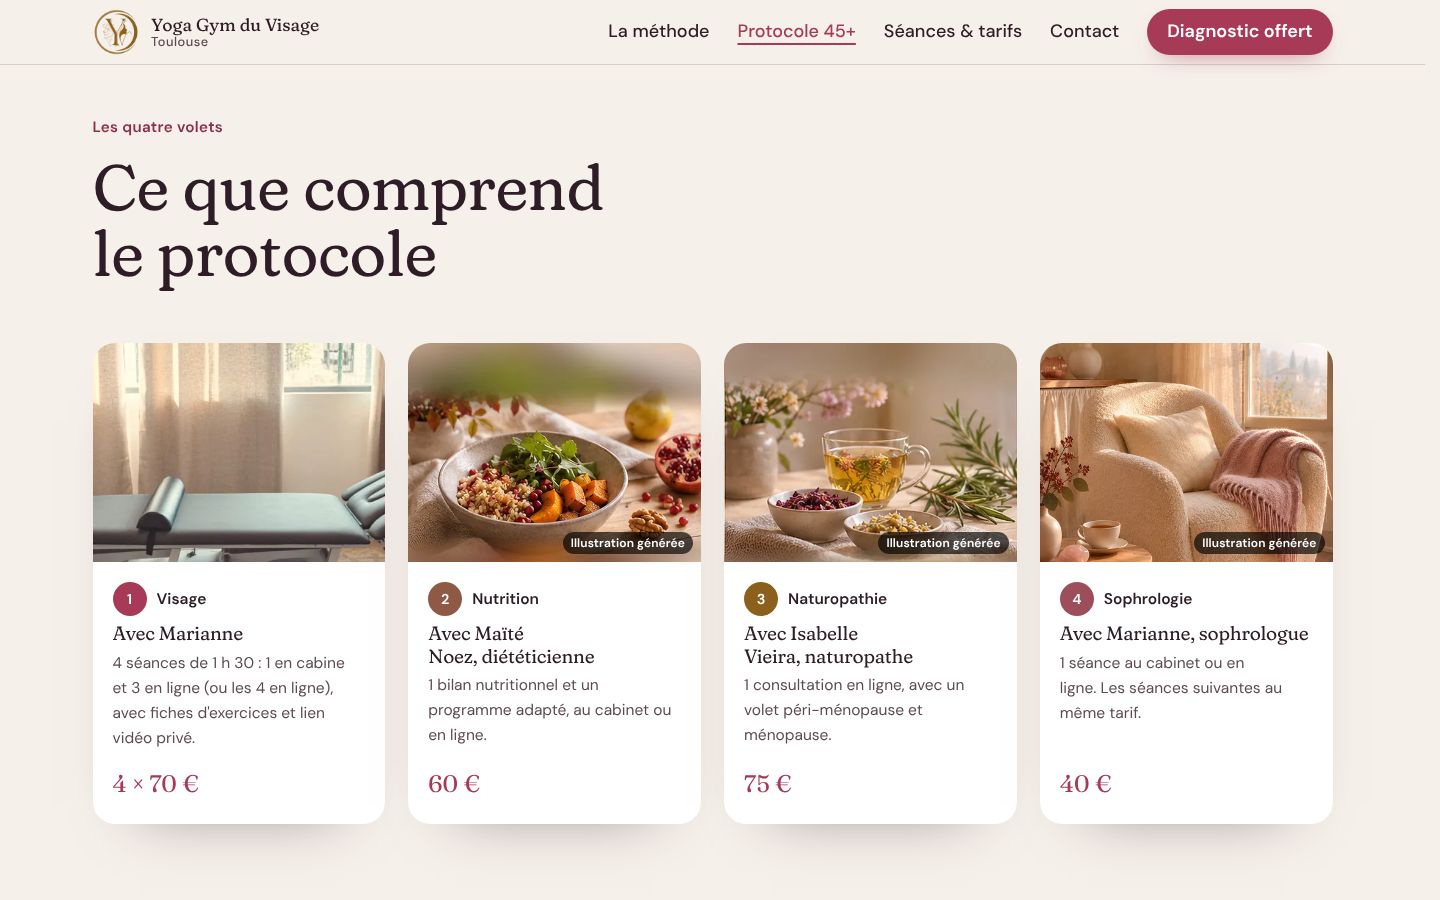 Yoga Gym du Visage
Toulouse
La méthode
Protocole 45+
Séances & tarifs
Contact
Diagnostic offert
Les quatre volets
Ce que comprend
le protocole
1 Visage
Avec Marianne
4 séances de 1 h 30 : 1 en cabine
et 3 en ligne (ou les 4 en ligne),
avec fiches d'exercices et lien
vidéo privé.
4 × 70 €
Illustration générée
2 Nutrition
Avec Maïté
Noez, diététicienne
1 bilan nutritionnel et un
programme adapté, au cabinet ou
en ligne.
60 €
Illustration générée
3 Naturopathie
Avec Isabelle
Vieira, naturopathe
1 consultation en ligne, avec un
volet péri-ménopause et
ménopause.
75 €
Illustration générée
4 Sophrologie
Avec Marianne, sophrologue
1 séance au cabinet ou en
ligne. Les séances suivantes au
même tarif.
40 €